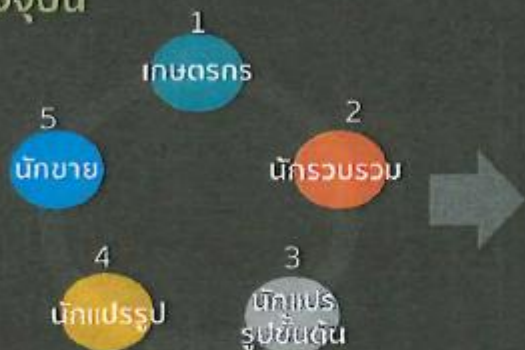 1
เกษตรกร
2
นักรวบรวม
3
นักแปร
รูปขั้นต้น
4
นักแปรรูป
5
นักขาย